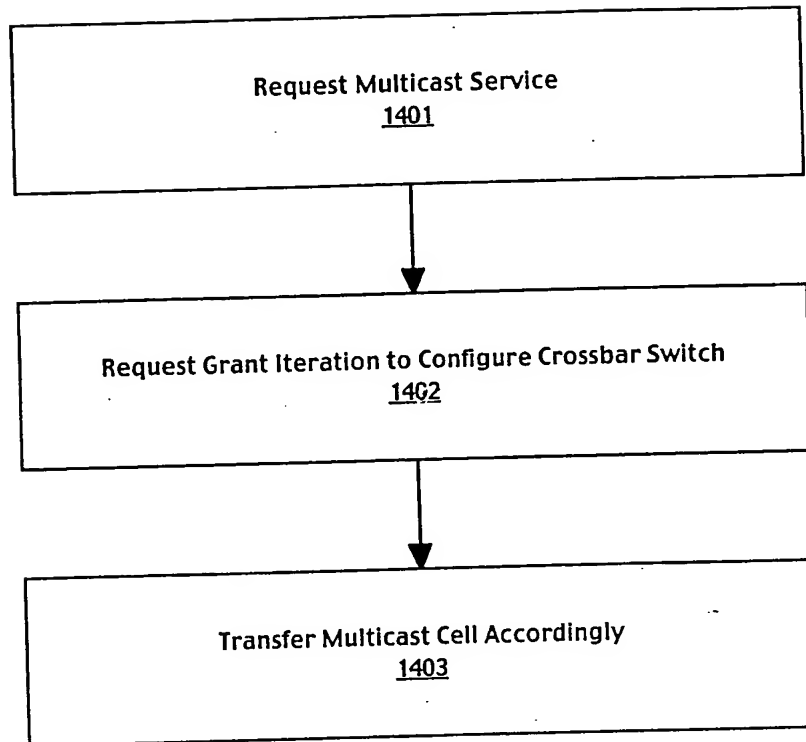 Request Multicast Service
1401
Request Grant Iteration to Configure Crossbar Switch
1402
Transfer Multicast Cell Accordingly
1403